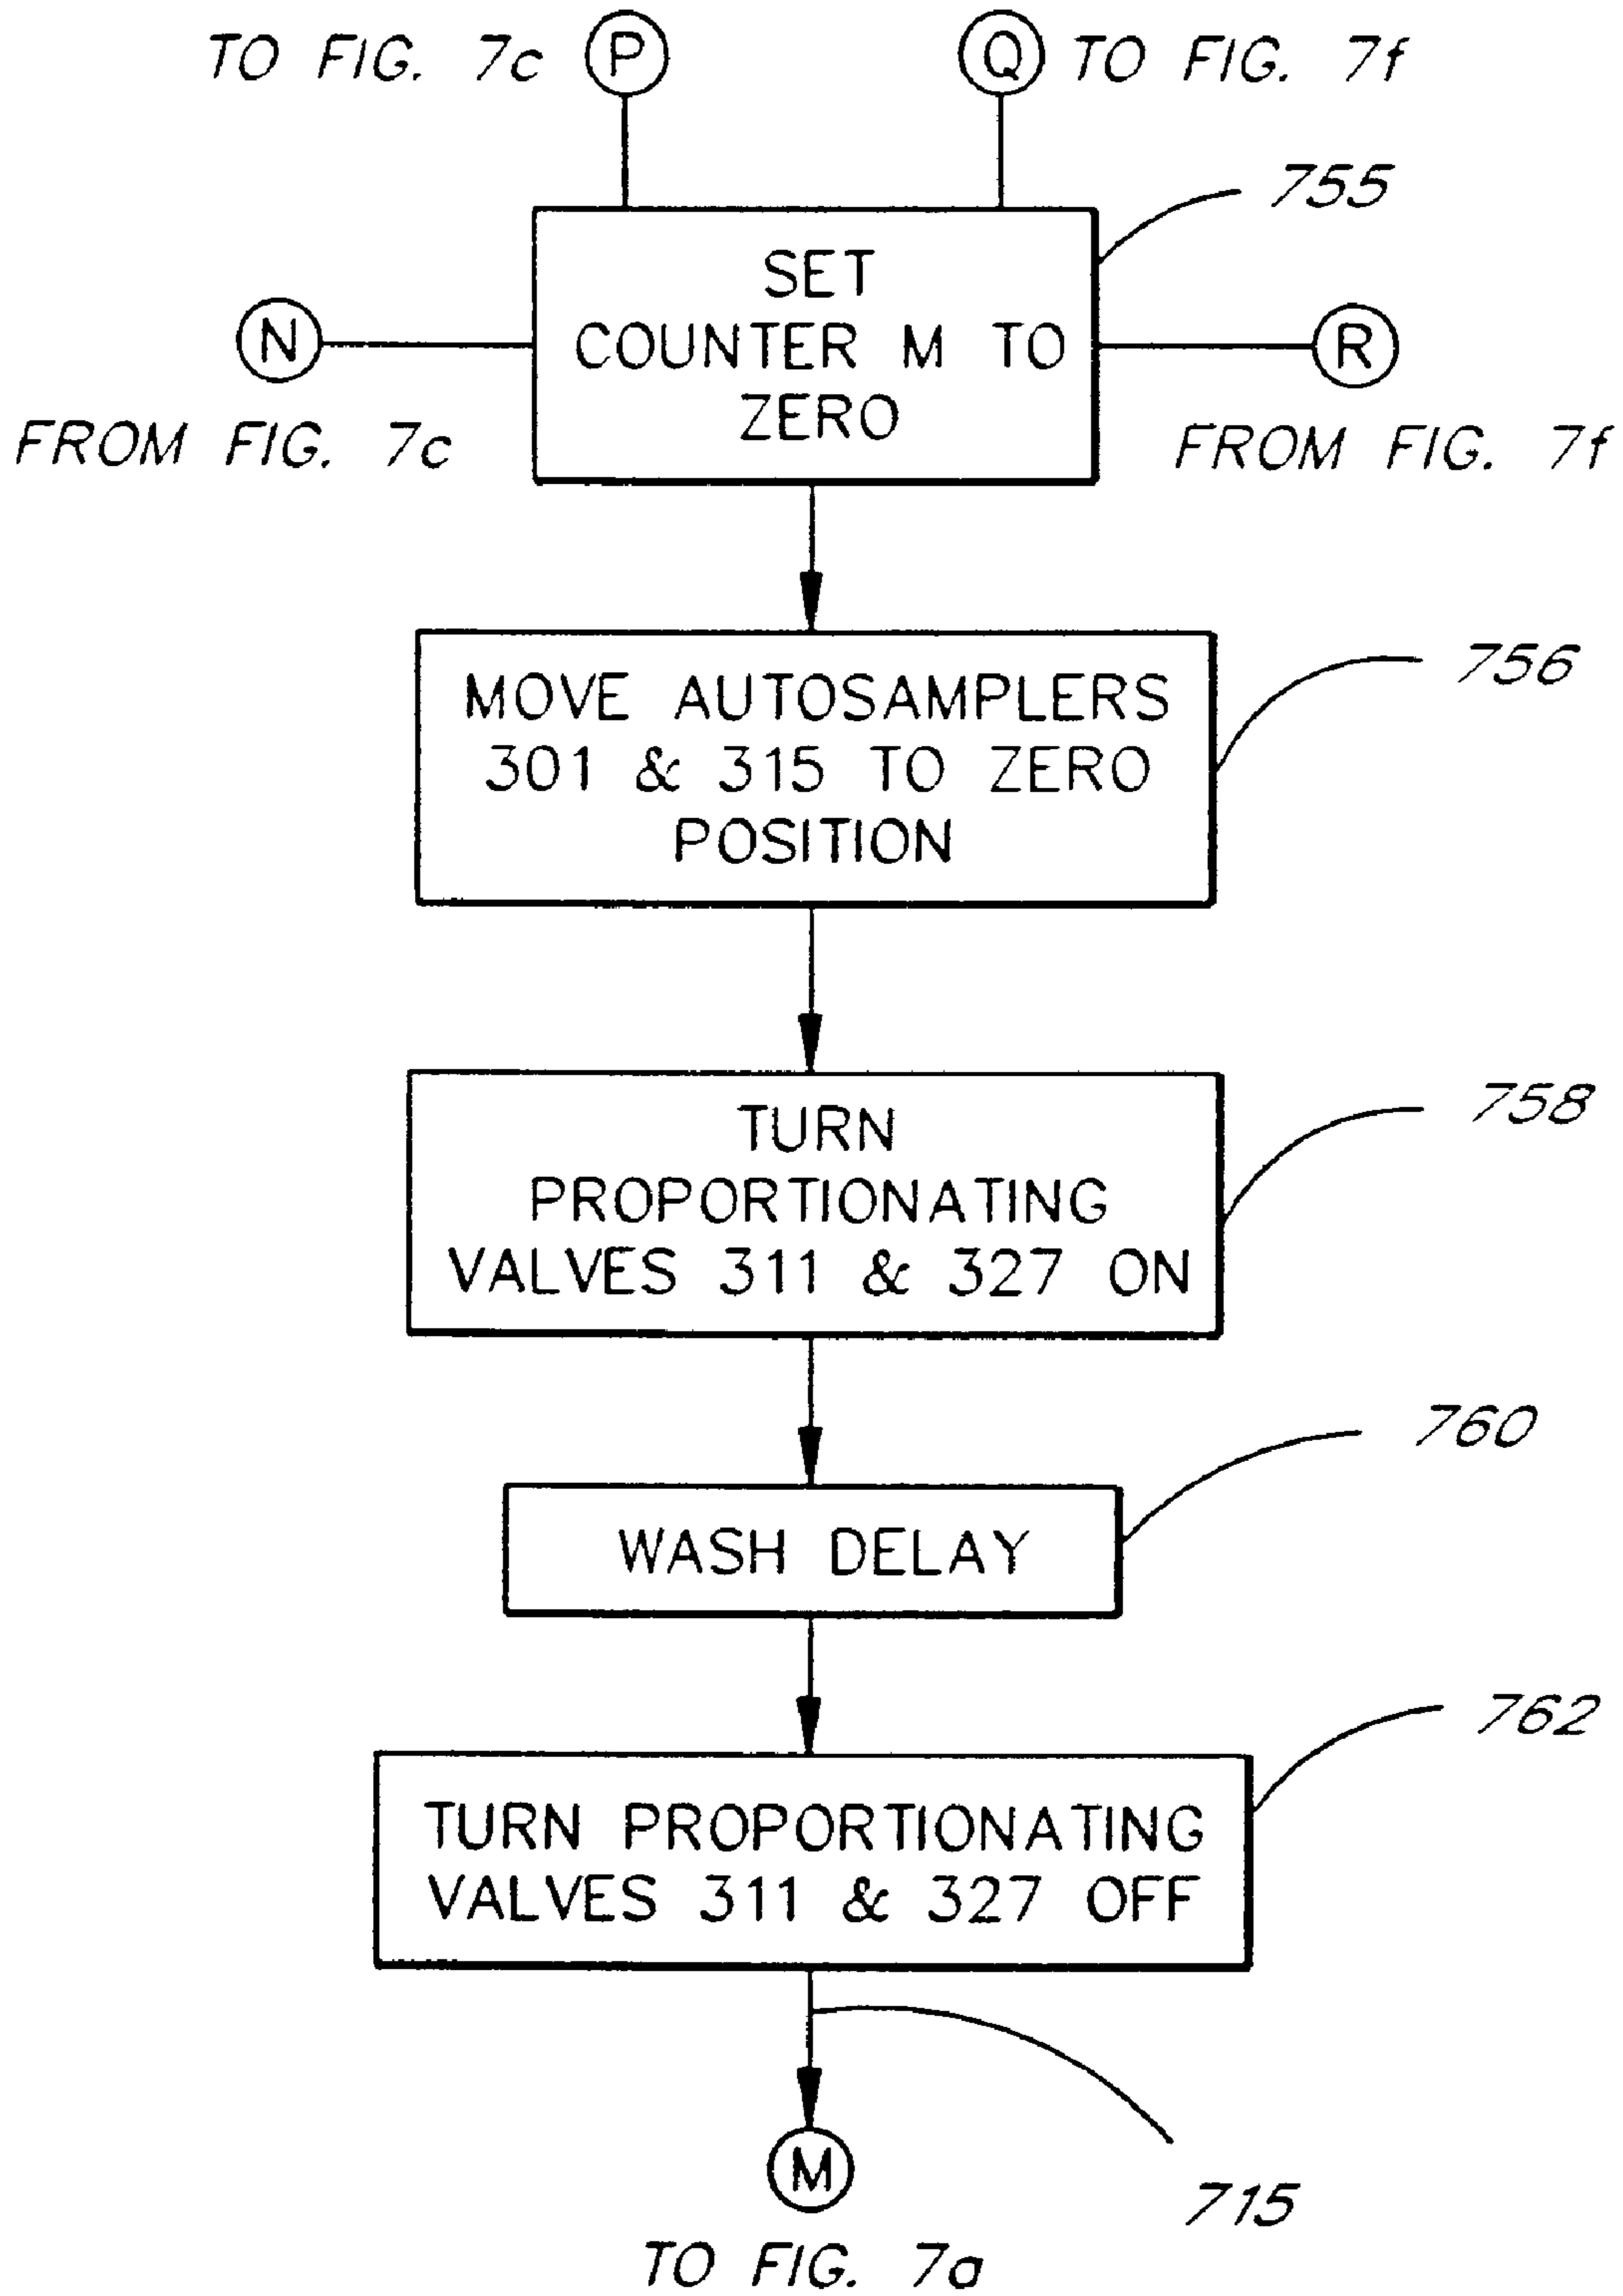 TO FIG. 7c P Q TO FIG. 7f
755
SET
COUNTER M TO
ZERO
N
R
FROM FIG. 7c
FROM FIG. 7f
756
MOVE AUTOSAMPLERS
301 & 315 TO ZERO
POSITION
758
TURN
PROPORTIONATING
VALVES 311 & 327 ON
760
WASH DELAY
762
TURN PROPORTIONATING
VALVES 311 & 327 OFF
M
715
TO FIG. 7a